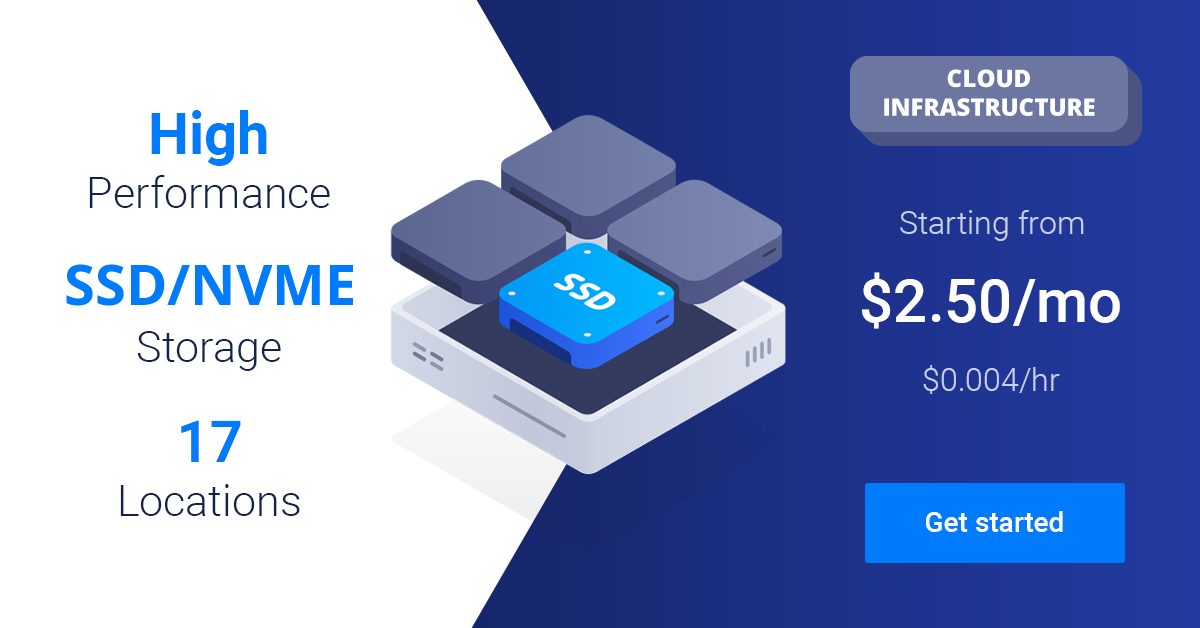 High
Performance
SSD/NVME
Storage
17
Locations
SSD
CLOUD
INFRASTRUCTURE
Starting from
$2.50/mo
$0.004/hr
Get started